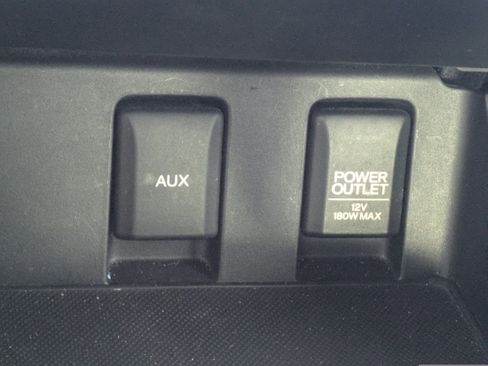 AUX
POWER
OUTLET
12V
180W MAX